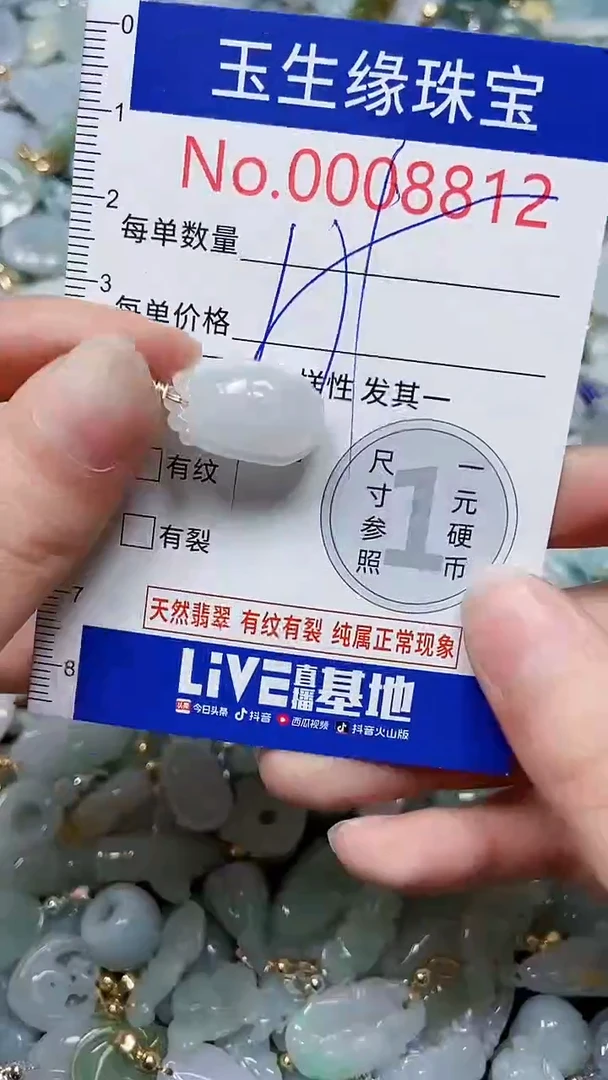 0
玉生缘珠宝
1
No.0008812
2
每单数量
3
每单价格
样性 发其一
有纹
尺寸参照
1
一元硬币
有裂
7
天然翡翠 有纹有裂 纯属正常现象
8
LiVE直播基地
头条 今日头条 抖音 西瓜视频 抖音火山版